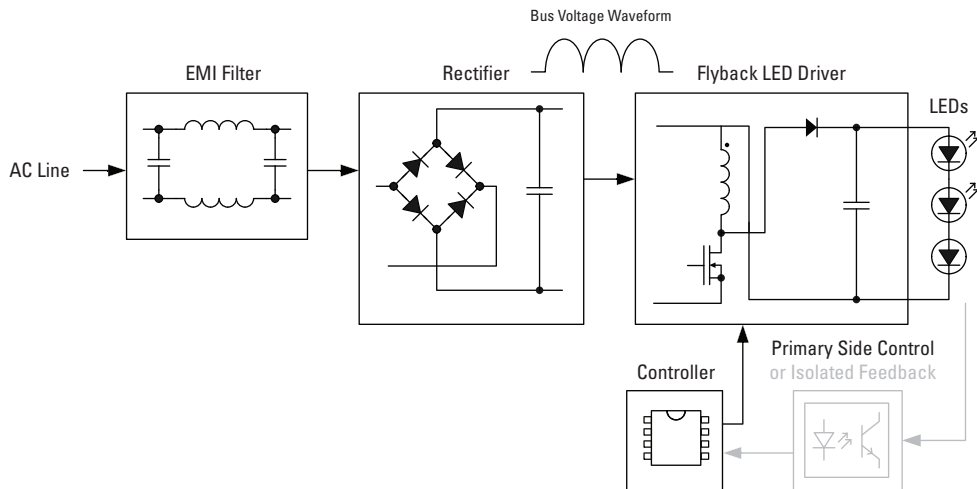 Bus Voltage Waveform
EMI Filter
Rectifier
Flyback LED Driver
LEDs
AC Line
Controller
Primary Side Control
or Isolated Feedback